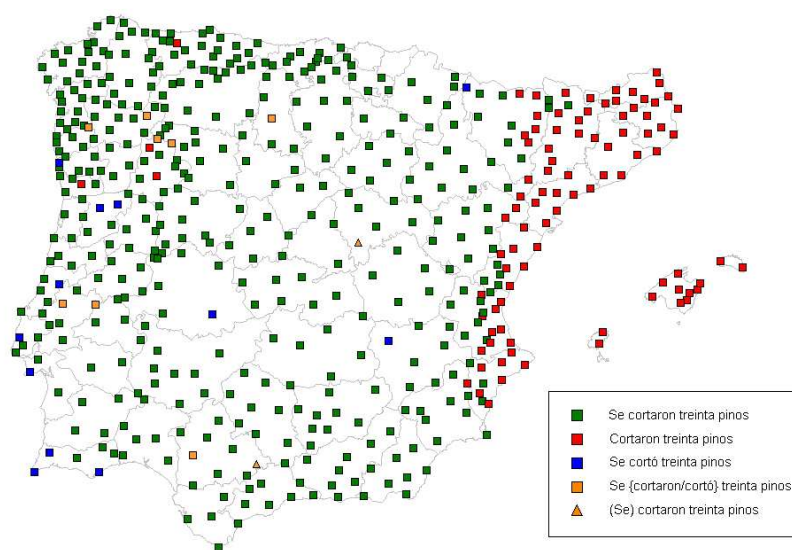 Se cortaron treinta pinos
Cortaron treinta pinos
Se cortó treinta pinos
Se {cortaron/cortó} treinta pinos
(Se) cortaron treinta pinos